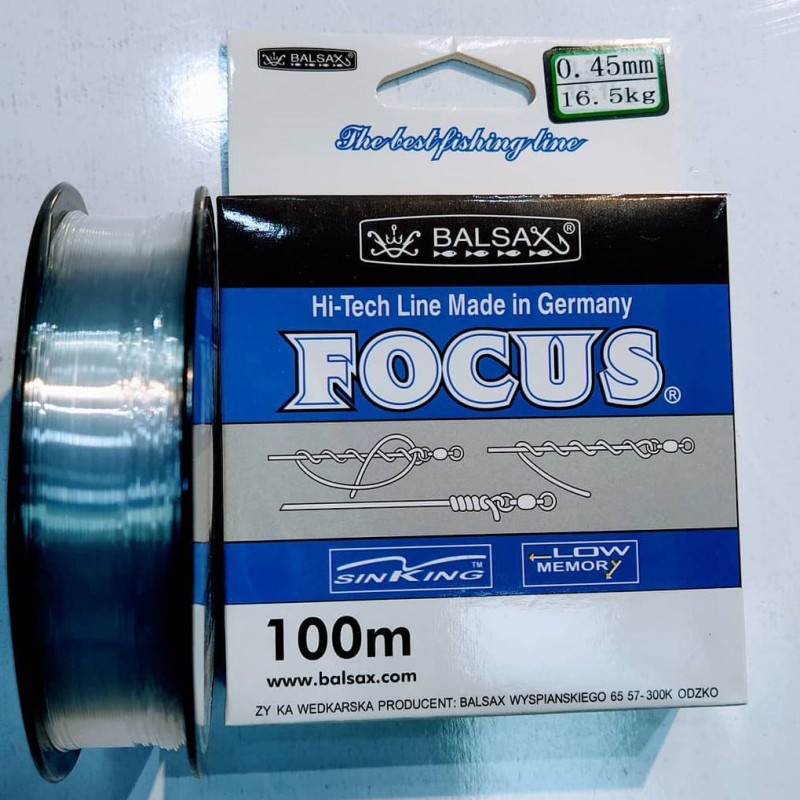 BALSAX
0.45mm
16.5kg
The best fishing line
BALSAX®
Hi-Tech Line Made in Germany
FOCUS®
SINKING™
LOW
MEMORY
100m
www.balsax.com
ZY KA WEDKARSKA PRODUCENT: BALSAX WYSPIANSKIEGO 65 57-300K ODZKO